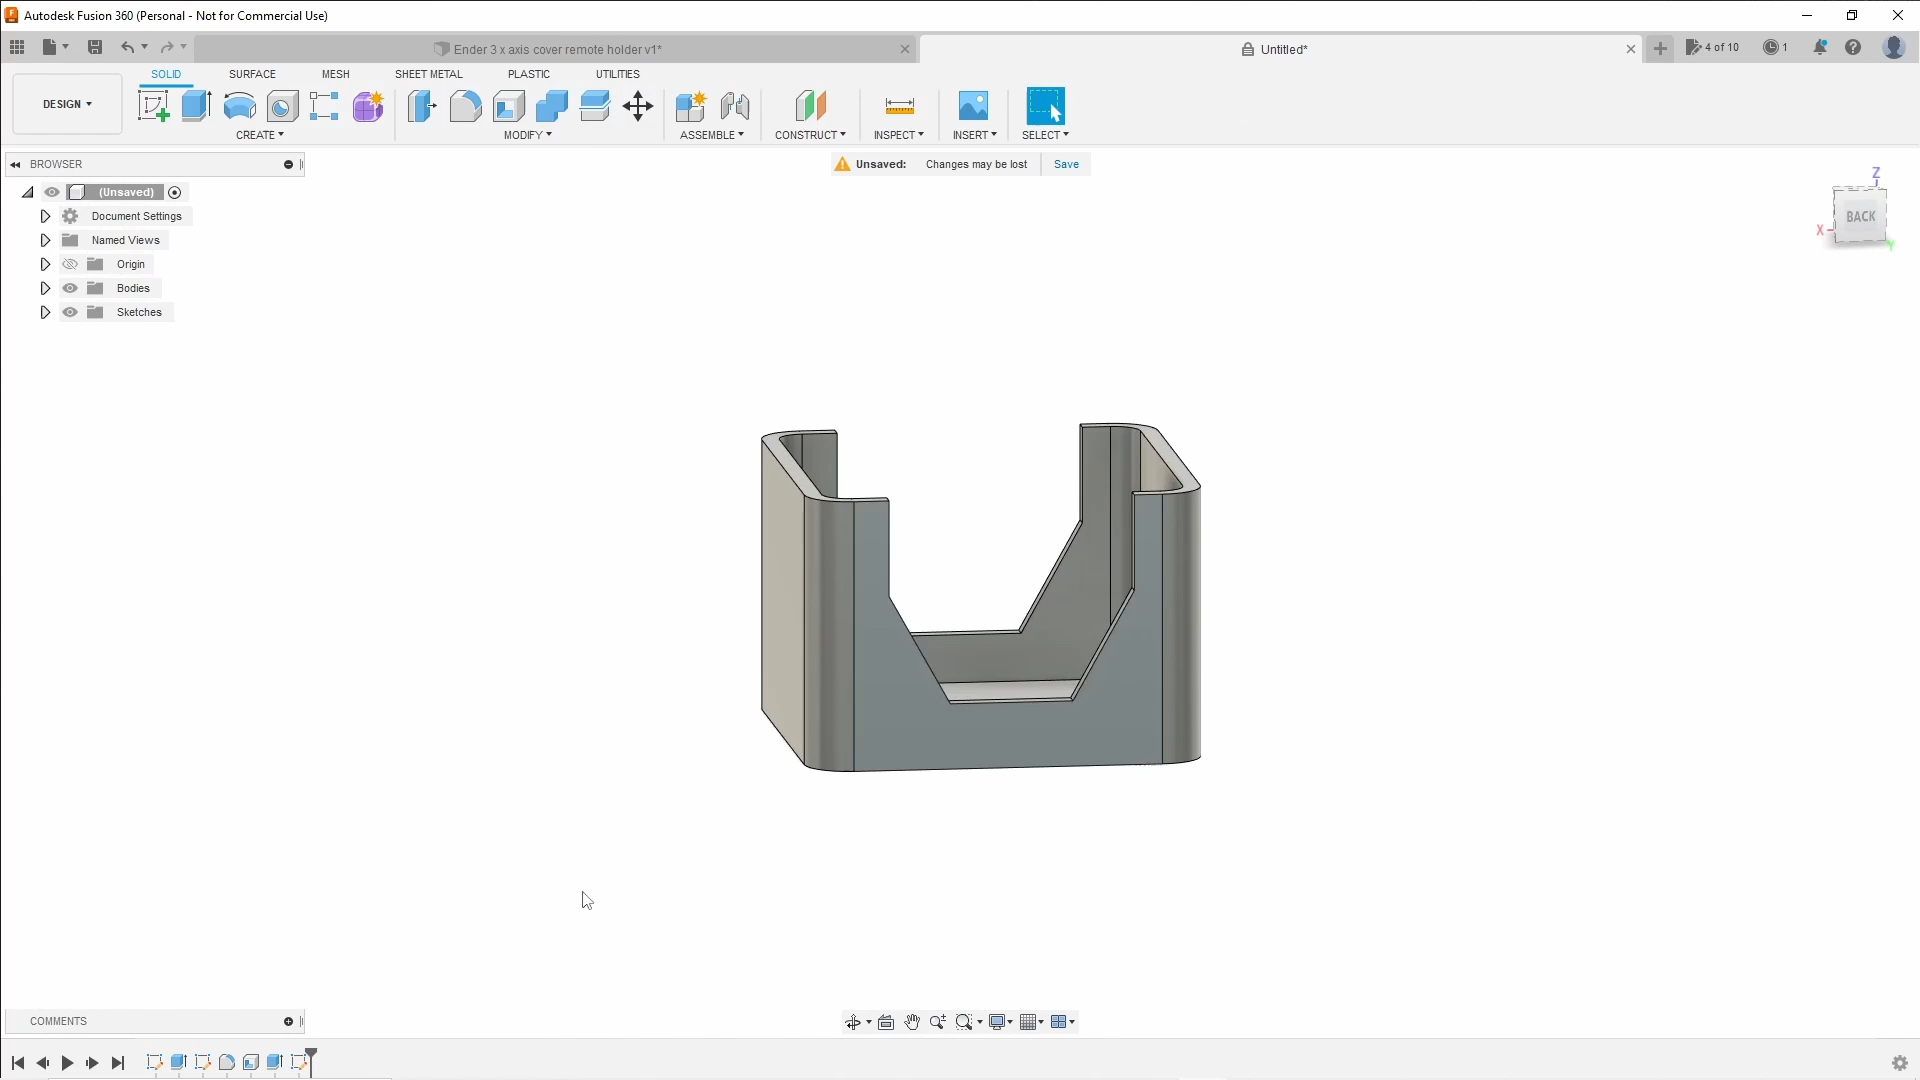 Autodesk Fusion 360 (Personal - Not for Commercial Use)
Ender 3 x axis cover remote holder v1*
Untitled*
4 of 10
1
SOLID
SURFACE
MESH
SHEET METAL
PLASTIC
UTILITIES
DESIGN
CREATE
MODIFY
ASSEMBLE
CONSTRUCT
INSPECT
INSERT
SELECT
BROWSER
Unsaved:
Changes may be lost
Save
(Unsaved)
Document Settings
Named Views
Origin
Bodies
Sketches
Z
BACK
X
Y
COMMENTS